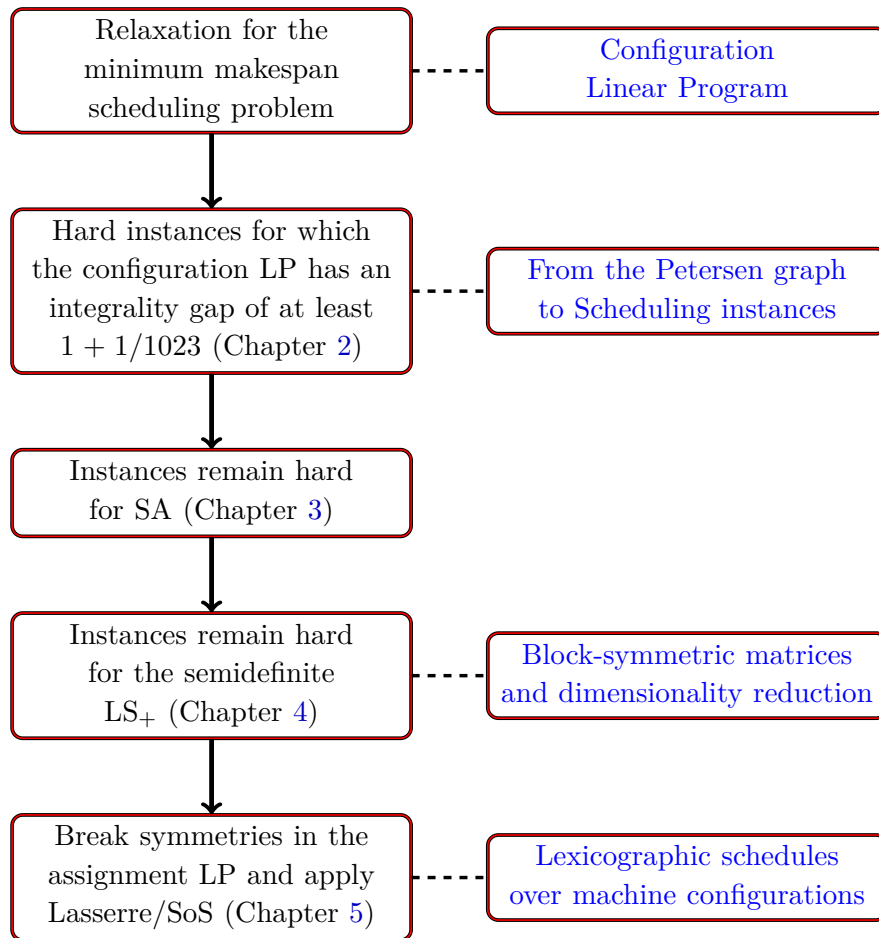 Relaxation for the
minimum makespan
scheduling problem
Configuration
Linear Program
Hard instances for which
the configuration LP has an
integrality gap of at least
1 + 1/1023 (Chapter 2)
From the Petersen graph
to Scheduling instances
Instances remain hard
for SA (Chapter 3)
Instances remain hard
for the semidefinite
LS₊ (Chapter 4)
Block-symmetric matrices
and dimensionality reduction
Break symmetries in the
assignment LP and apply
Lasserre/SoS (Chapter 5)
Lexicographic schedules
over machine configurations